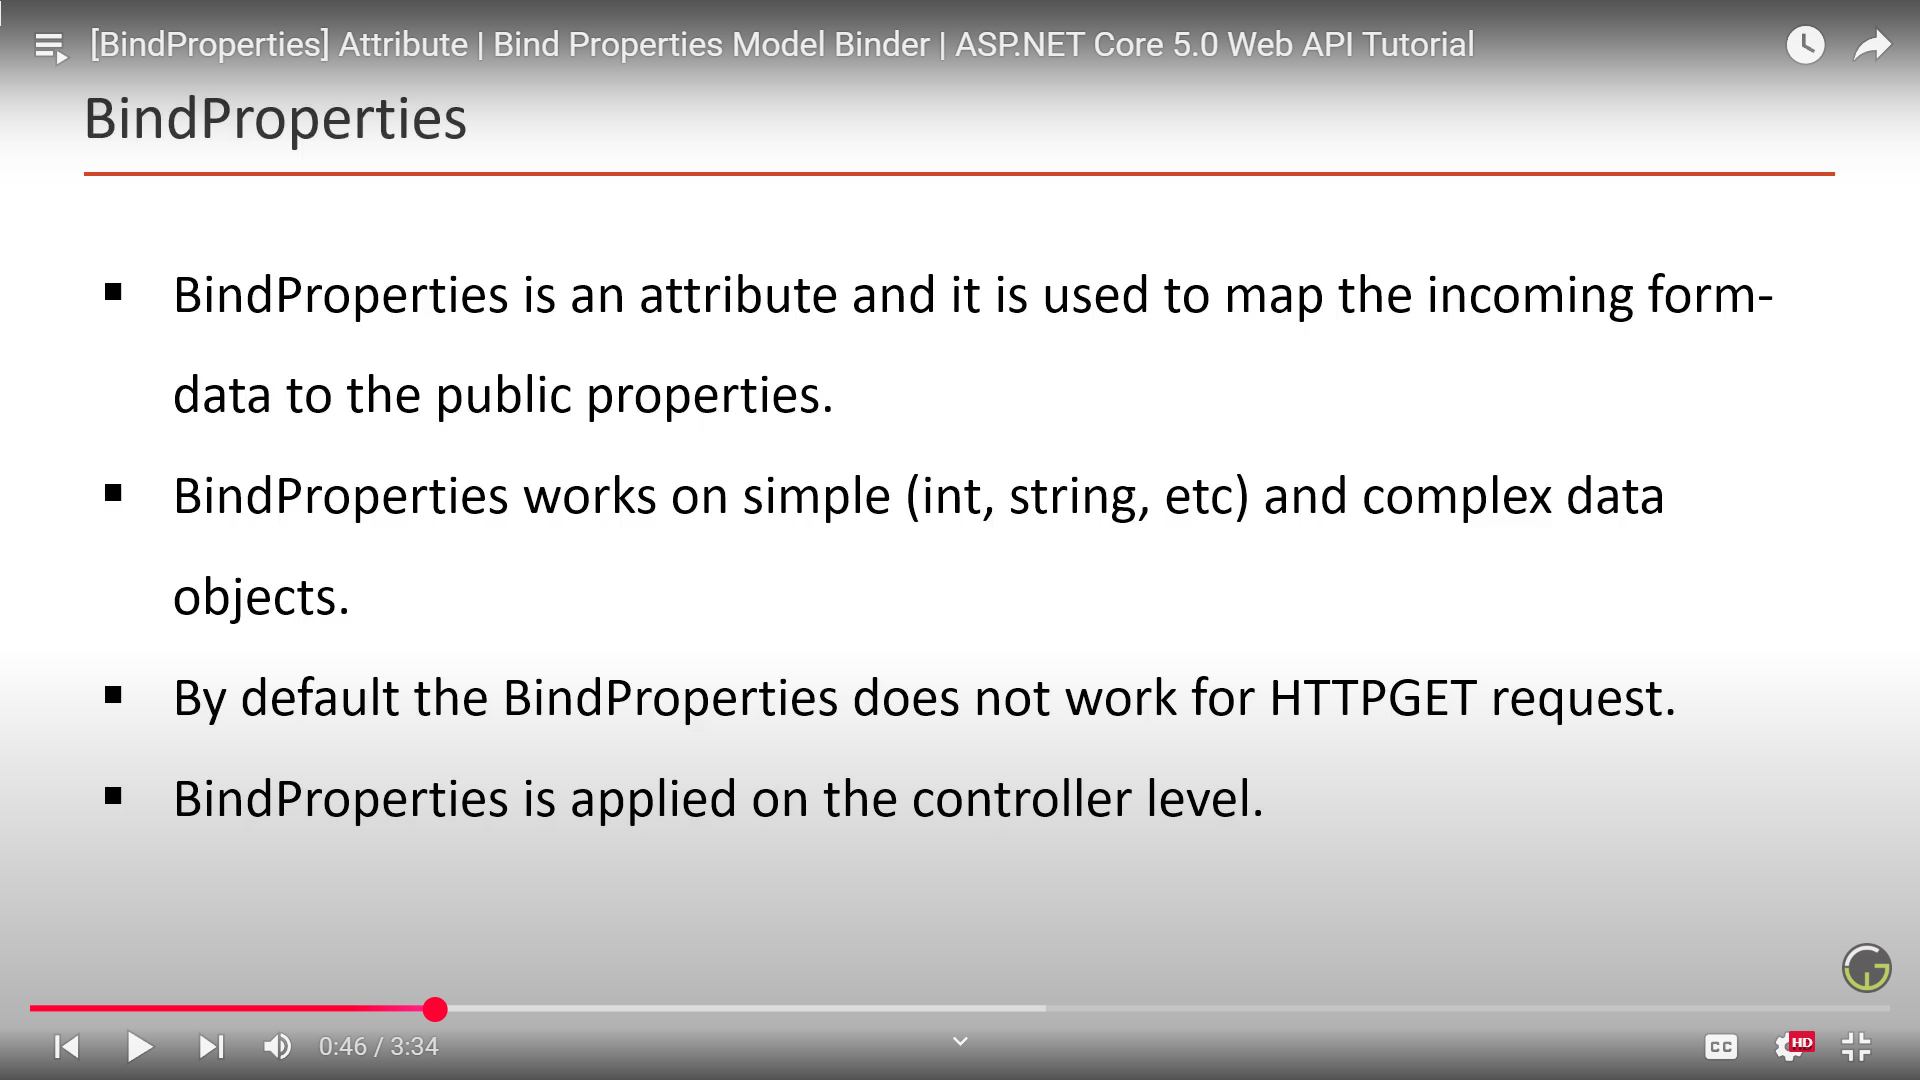 [BindProperties] Attribute | Bind Properties Model Binder | ASP.NET Core 5.0 Web API Tutorial
BindProperties
▪ BindProperties is an attribute and it is used to map the incoming form-
data to the public properties.
▪ BindProperties works on simple (int, string, etc) and complex data
objects.
▪ By default the BindProperties does not work for HTTPGET request.
▪ BindProperties is applied on the controller level.
0:46 / 3:34
CC
HD